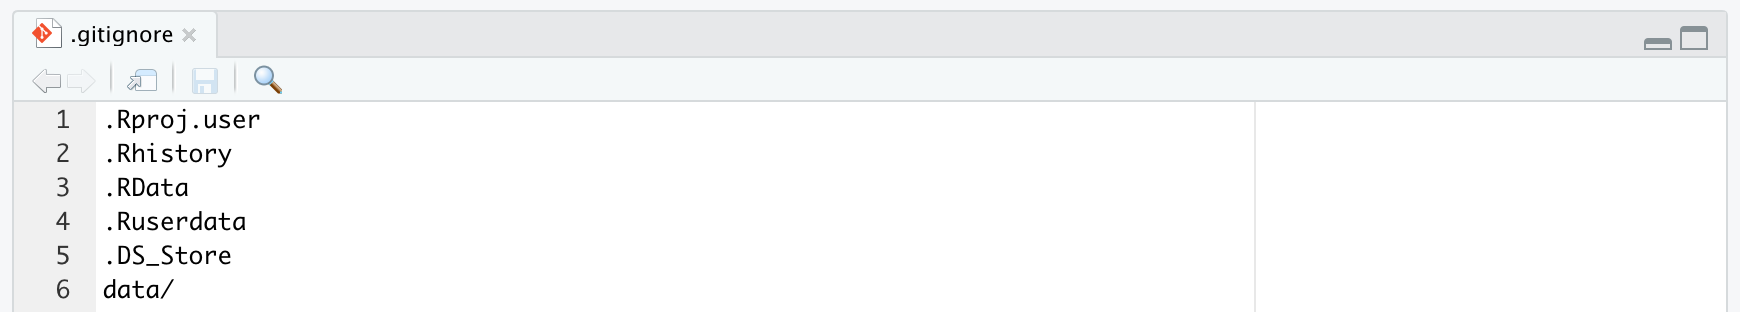 .gitignore
1 .Rproj.user
2 .Rhistory
3 .RData
4 .Ruserdata
5 .DS_Store
6 data/